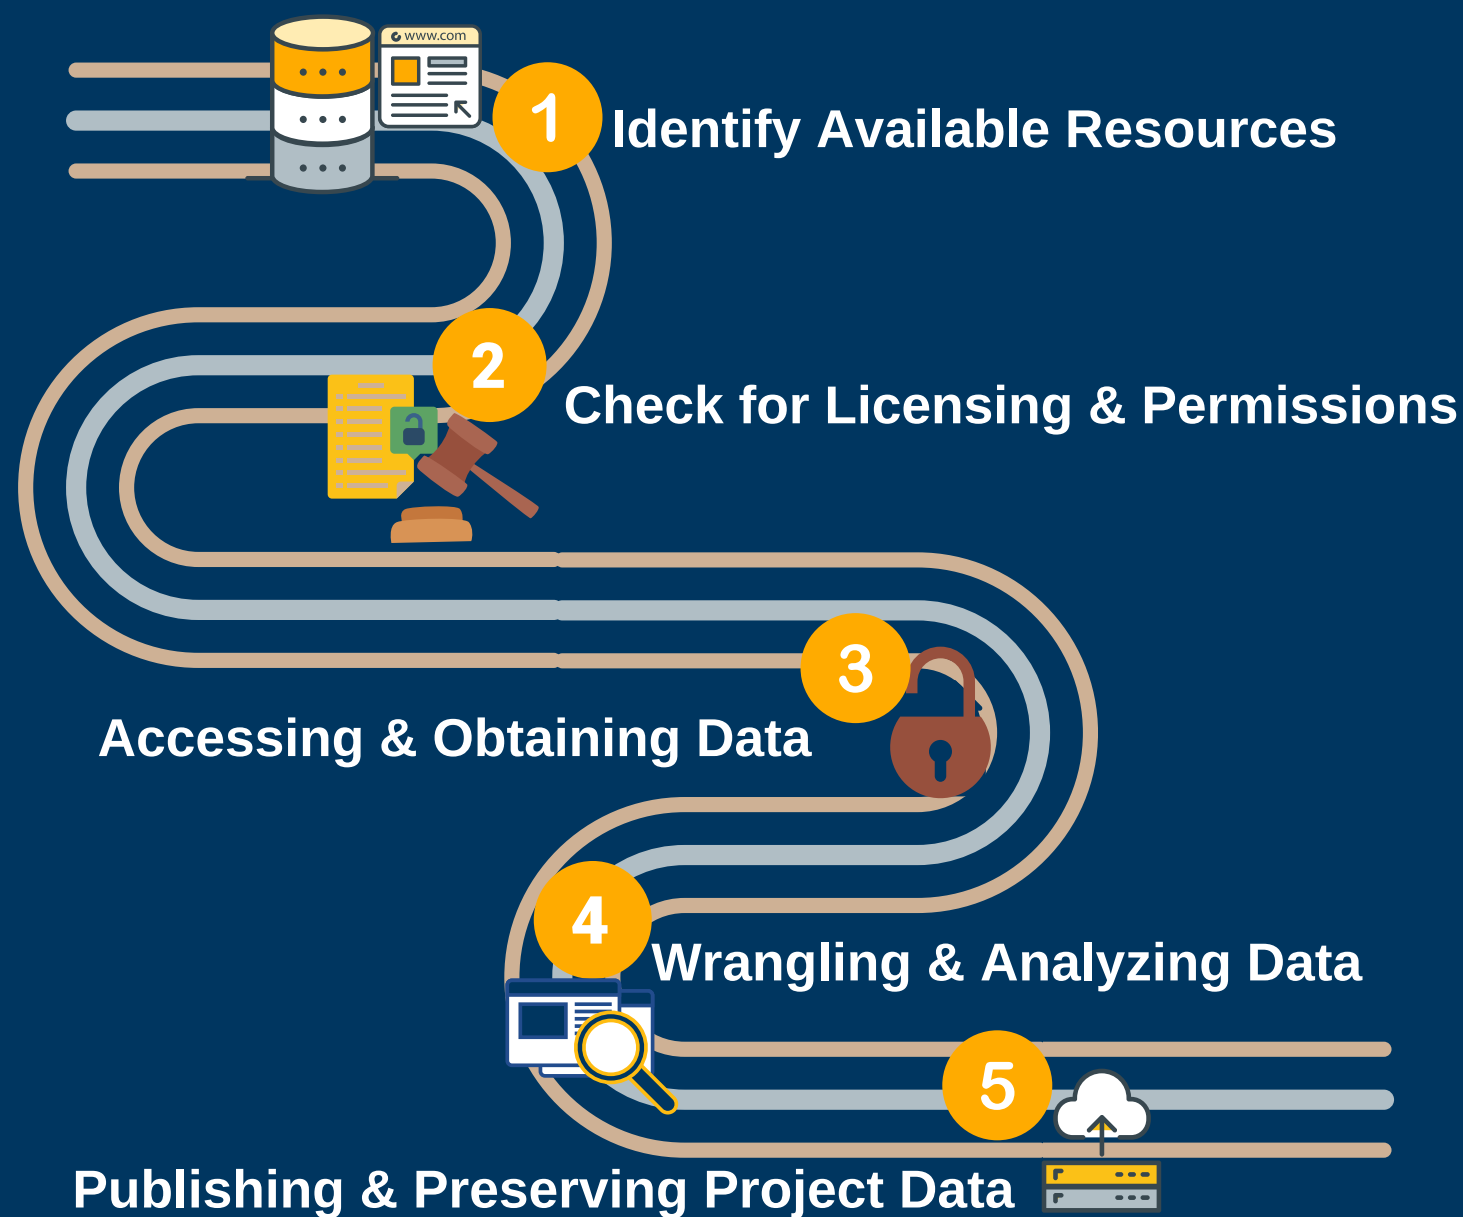 www.com
1
Identify Available Resources
2
Check for Licensing & Permissions
3
Accessing & Obtaining Data
4
Wrangling & Analyzing Data
5
Publishing & Preserving Project Data